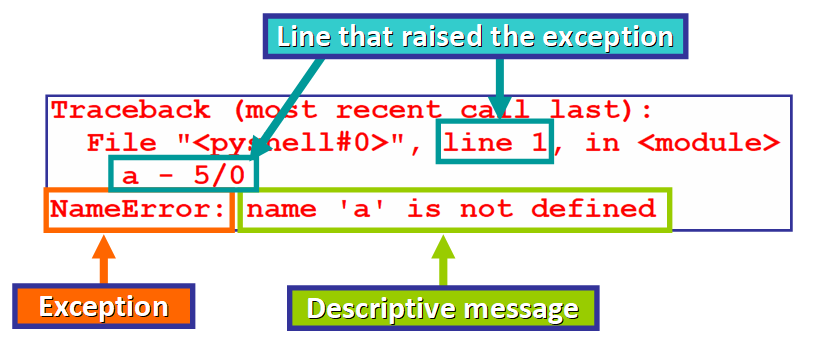 Line that raised the exception
Traceback (most recent call last):
File "<pyshell#0>", line 1, in <module>
a - 5/0
NameError: name 'a' is not defined
Exception
Descriptive message